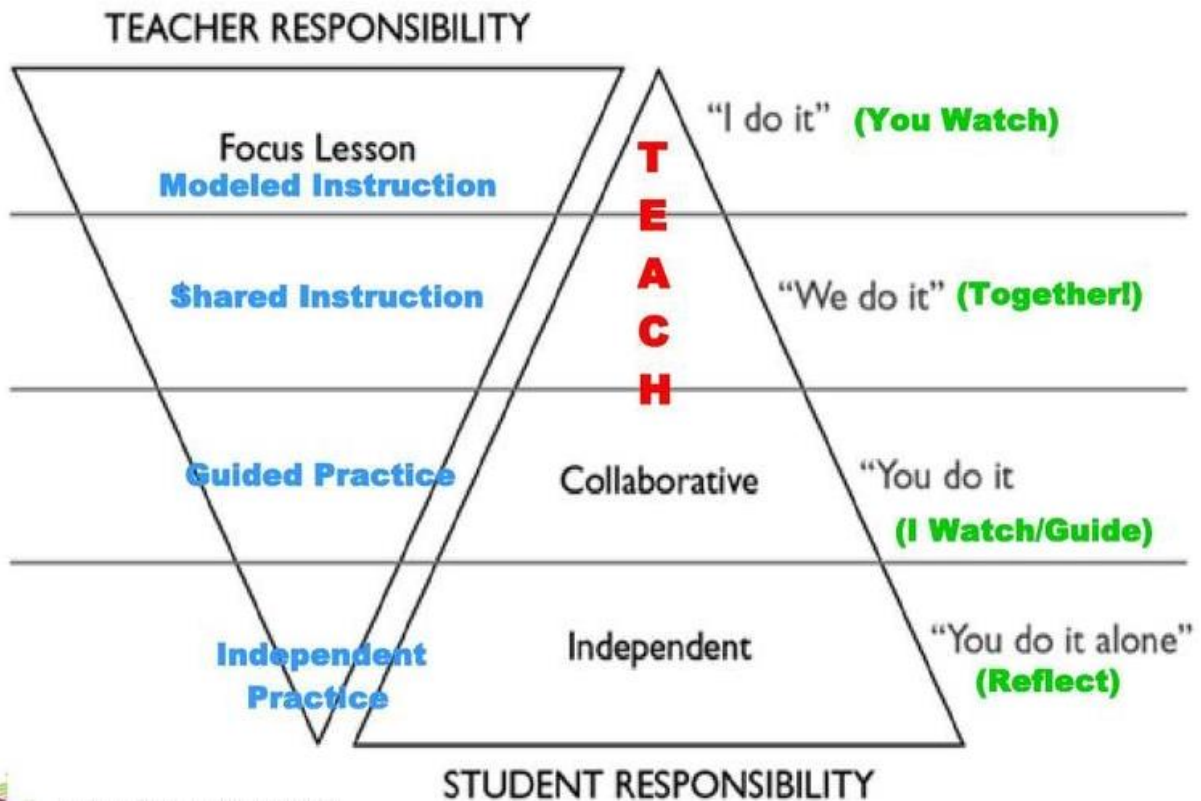 TEACHER RESPONSIBILITY
Focus Lesson
Modeled Instruction
"I do it" (You Watch)
T
E
A
C
H
Shared Instruction
"We do it" (Together!)
Guided Practice
Collaborative
"You do it
(I Watch/Guide)
Independent
Practice
Independent
"You do it alone"
(Reflect)
STUDENT RESPONSIBILITY